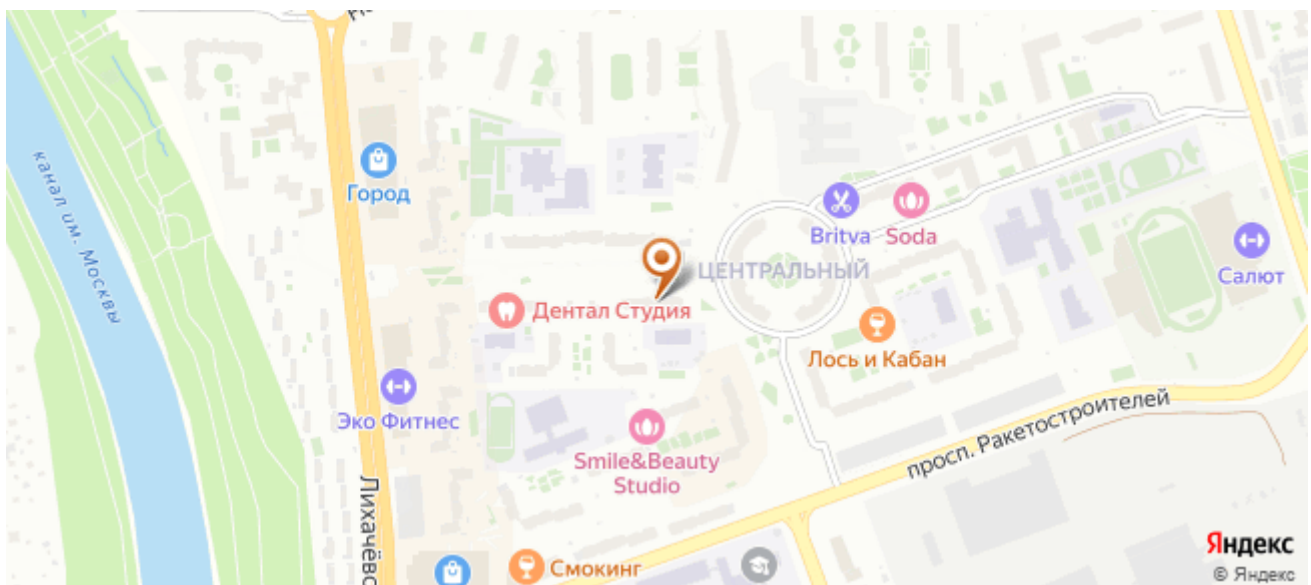 канал им. Москвы
Город
Britva
Soda
ЦЕНТРАЛЬНЫЙ
Салют
Дентал Студия
Лось и Кабан
Эко Фитнес
просп. Ракетостроителей
Smile&Beauty
Studio
Лихачёвс
Смокинг
Яндекс
© Яндекс